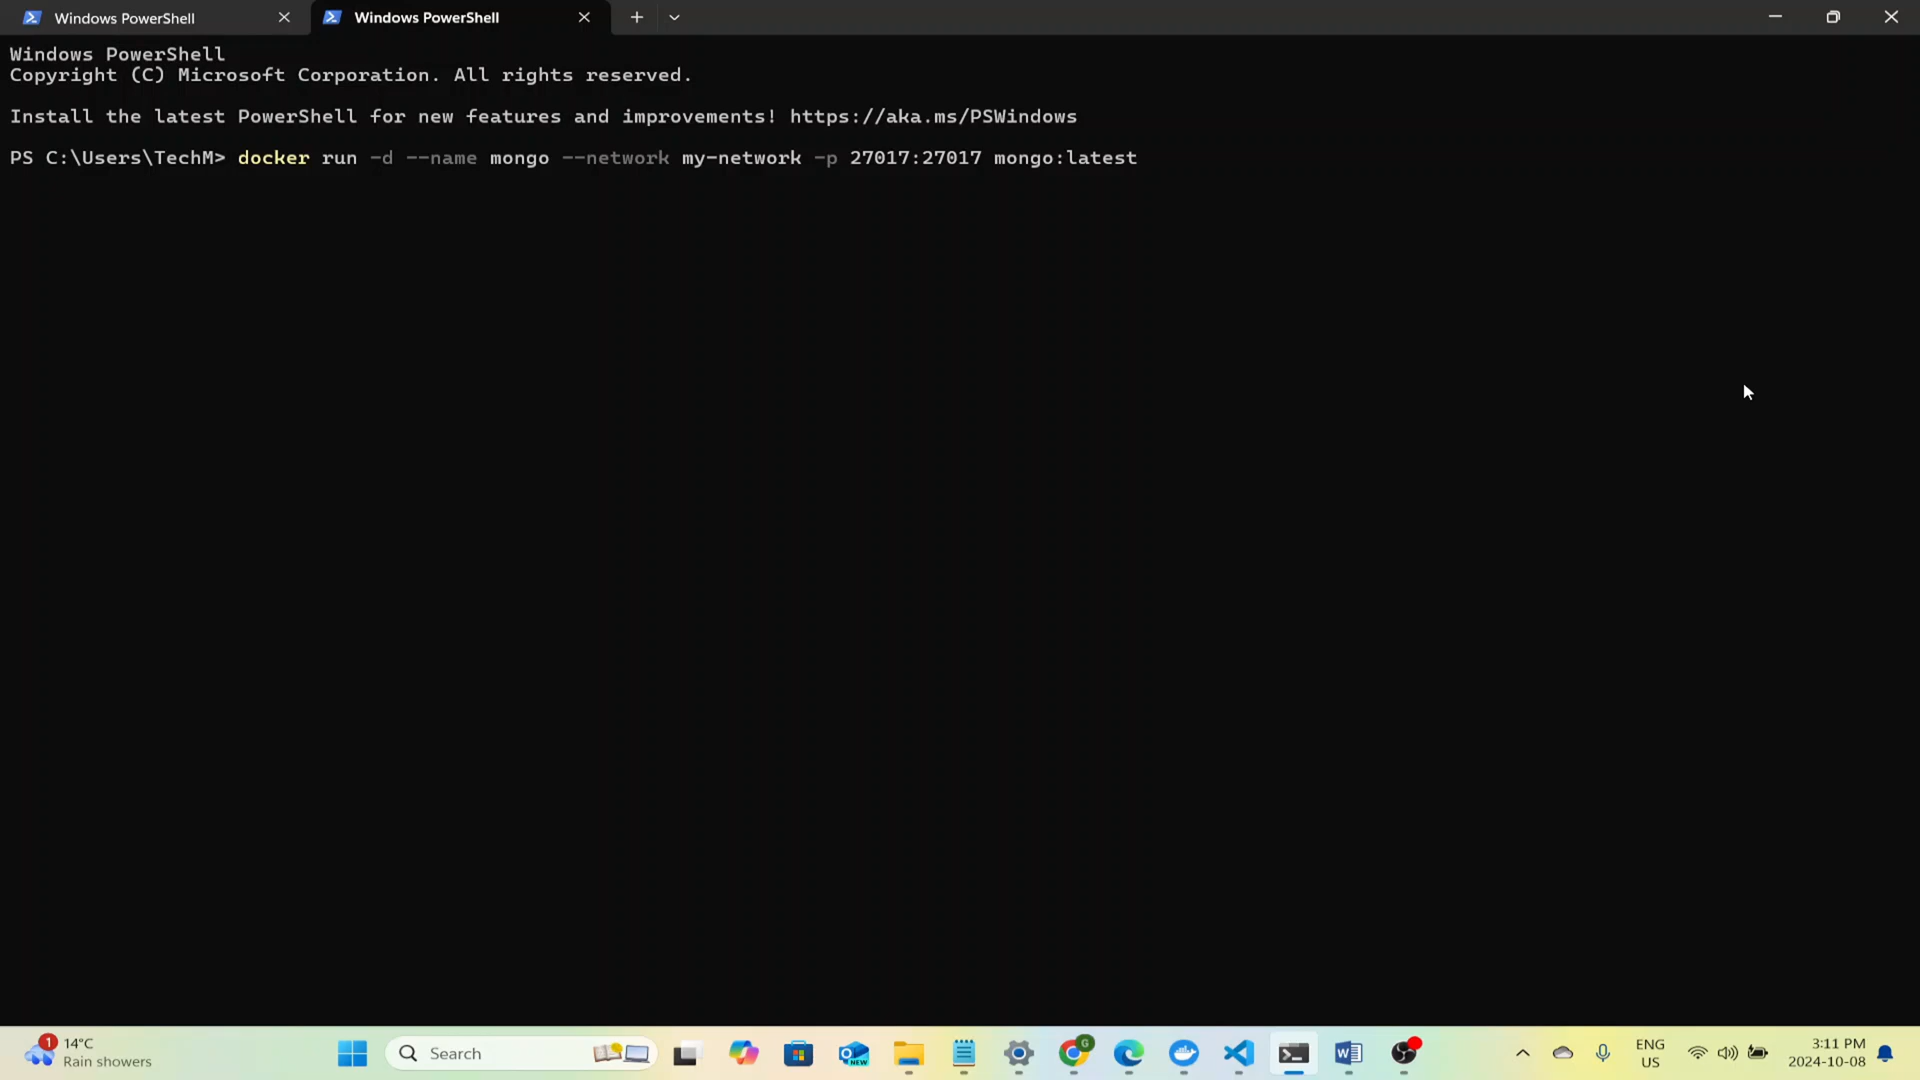 Windows PowerShell
Windows PowerShell
Windows PowerShell
Copyright (C) Microsoft Corporation. All rights reserved.
Install the latest PowerShell for new features and improvements! https://aka.ms/PSWindows
PS C:\Users\TechM> docker run -d --name mongo --network my-network -p 27017:27017 mongo:latest
1
14°C
Rain showers
Search
NEW
G
ENG
US
3:11 PM
2024-10-08